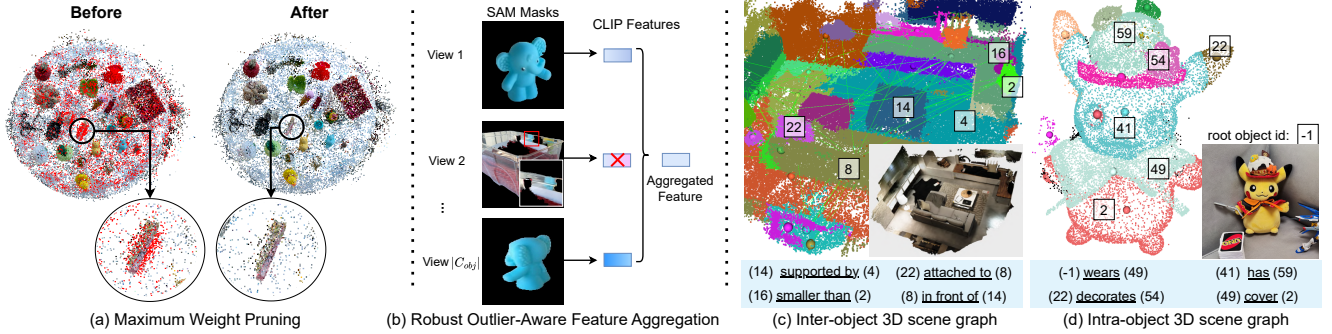 Before
After
(a) Maximum Weight Pruning
SAM Masks
CLIP Features
View 1
View 2
...
View |C_obj|
Aggregated
Feature
(b) Robust Outlier-Aware Feature Aggregation
16
2
14
4
22
8
(14) supported by (4)
(22) attached to (8)
(16) smaller than (2)
(8) in front of (14)
(c) Inter-object 3D scene graph
59
22
54
41
root object id: -1
49
2
(-1) wears (49)
(41) has (59)
(22) decorates (54)
(49) cover (2)
(d) Intra-object 3D scene graph